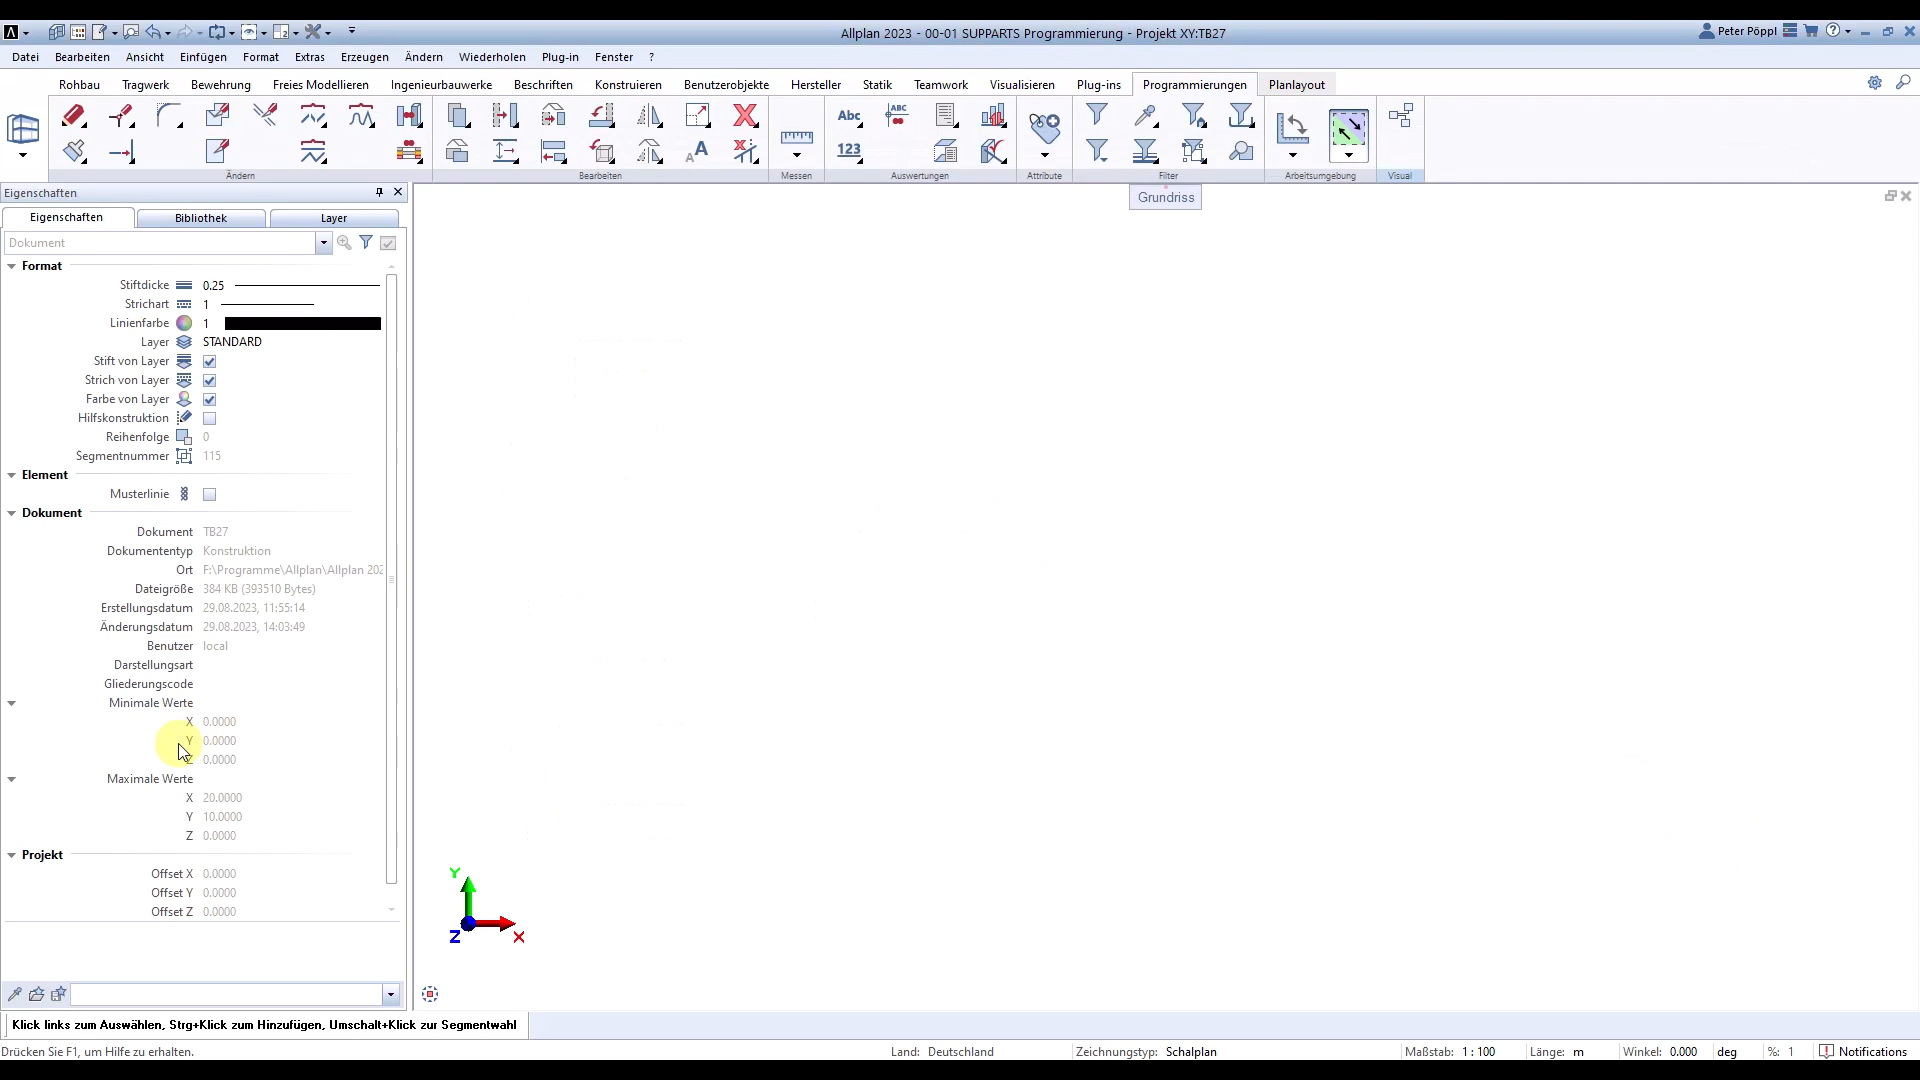 Allplan 2023 - 00-01 SUPPARTS Programmierung - Projekt XY:TB27
Peter Pöppl
Datei Bearbeiten Ansicht Einfügen Format Extras Erzeugen Ändern Wiederholen Plug-in Fenster ?
Rohbau Tragwerk Bewehrung Freies Modellieren Ingenieurbauwerke Beschriften Konstruieren Benutzerobjekte Hersteller Statik Teamwork Visualisieren Plug-ins Programmierungen Planlayout
Abc ABC
123 A A
Ändern Bearbeiten Messen Auswertungen Attribute Filter Arbeitsumgebung Visual
Eigenschaften
Grundriss
Eigenschaften Bibliothek Layer
Dokument
Format
Stiftdicke 0.25
Strichart 1
Linienfarbe 1
Layer STANDARD
Stift von Layer
Strich von Layer
Farbe von Layer
Hilfskonstruktion
Reihenfolge 0
Segmentnummer 115
Element
Musterlinie
Dokument
Dokument TB27
Dokumententyp Konstruktion
Ort F:\Programme\Allplan\Allplan 202
Dateigröße 384 KB (393510 Bytes)
Erstellungsdatum 29.08.2023, 11:55:14
Änderungsdatum 29.08.2023, 14:03:49
Benutzer local
Darstellungsart
Gliederungscode
Minimale Werte
X 0.0000
Y 0.0000
Z 0.0000
Maximale Werte
X 20.0000
Y 10.0000
Z 0.0000
Projekt
Offset X 0.0000
Offset Y 0.0000
Offset Z 0.0000
Y
Z X
Klick links zum Auswählen, Strg+Klick zum Hinzufügen, Umschalt+Klick zur Segmentwahl
Drücken Sie F1, um Hilfe zu erhalten. Land: Deutschland Zeichnungstyp: Schalplan Maßstab: 1 : 100 Länge: m Winkel: 0.000 deg %: 1 Notifications